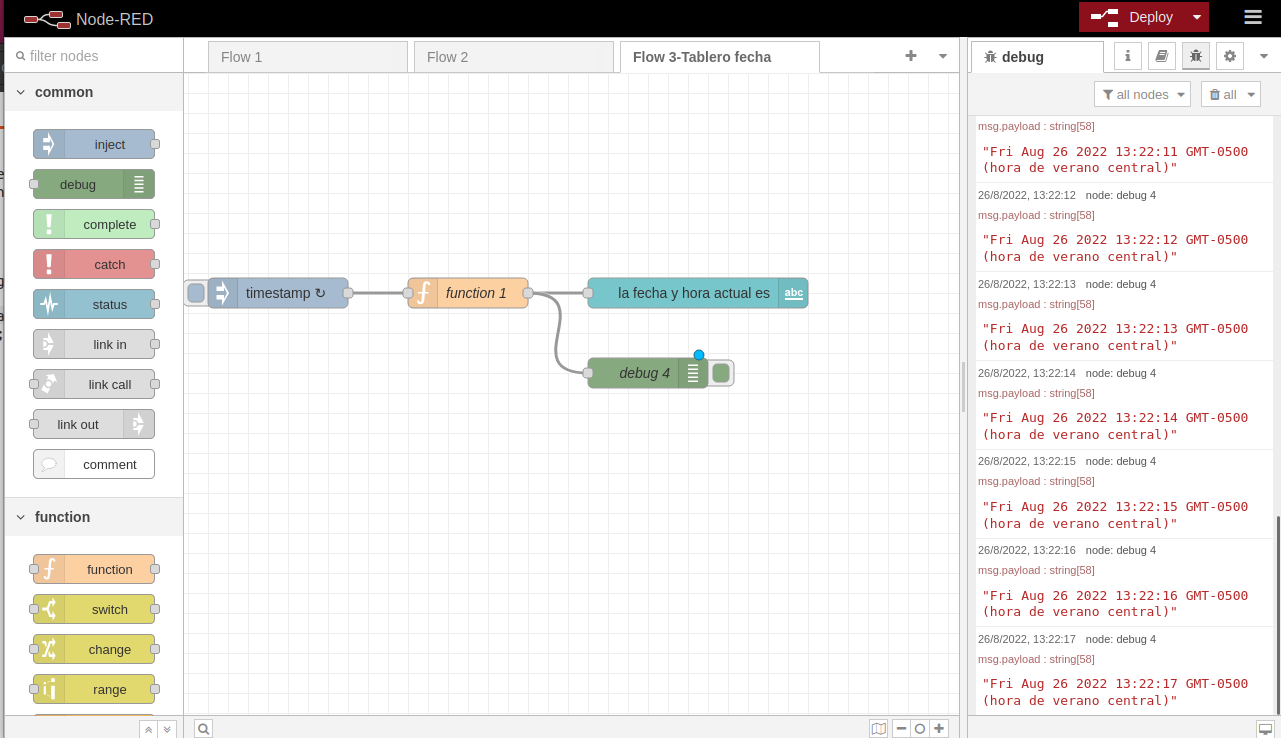 Node-RED
Deploy
filter nodes
Flow 1
Flow 2
Flow 3-Tablero fecha
debug
all nodes
all
common
inject
debug
complete
catch
status
link in
link call
link out
comment
function
function
switch
change
range
timestamp ↻
function 1
la fecha y hora actual es
abc
debug 4
msg.payload : string[58]
"Fri Aug 26 2022 13:22:11 GMT-0500
(hora de verano central)"
26/8/2022, 13:22:12 node: debug 4
msg.payload : string[58]
"Fri Aug 26 2022 13:22:12 GMT-0500
(hora de verano central)"
26/8/2022, 13:22:13 node: debug 4
msg.payload : string[58]
"Fri Aug 26 2022 13:22:13 GMT-0500
(hora de verano central)"
26/8/2022, 13:22:14 node: debug 4
msg.payload : string[58]
"Fri Aug 26 2022 13:22:14 GMT-0500
(hora de verano central)"
26/8/2022, 13:22:15 node: debug 4
msg.payload : string[58]
"Fri Aug 26 2022 13:22:15 GMT-0500
(hora de verano central)"
26/8/2022, 13:22:16 node: debug 4
msg.payload : string[58]
"Fri Aug 26 2022 13:22:16 GMT-0500
(hora de verano central)"
26/8/2022, 13:22:17 node: debug 4
msg.payload : string[58]
"Fri Aug 26 2022 13:22:17 GMT-0500
(hora de verano central)"